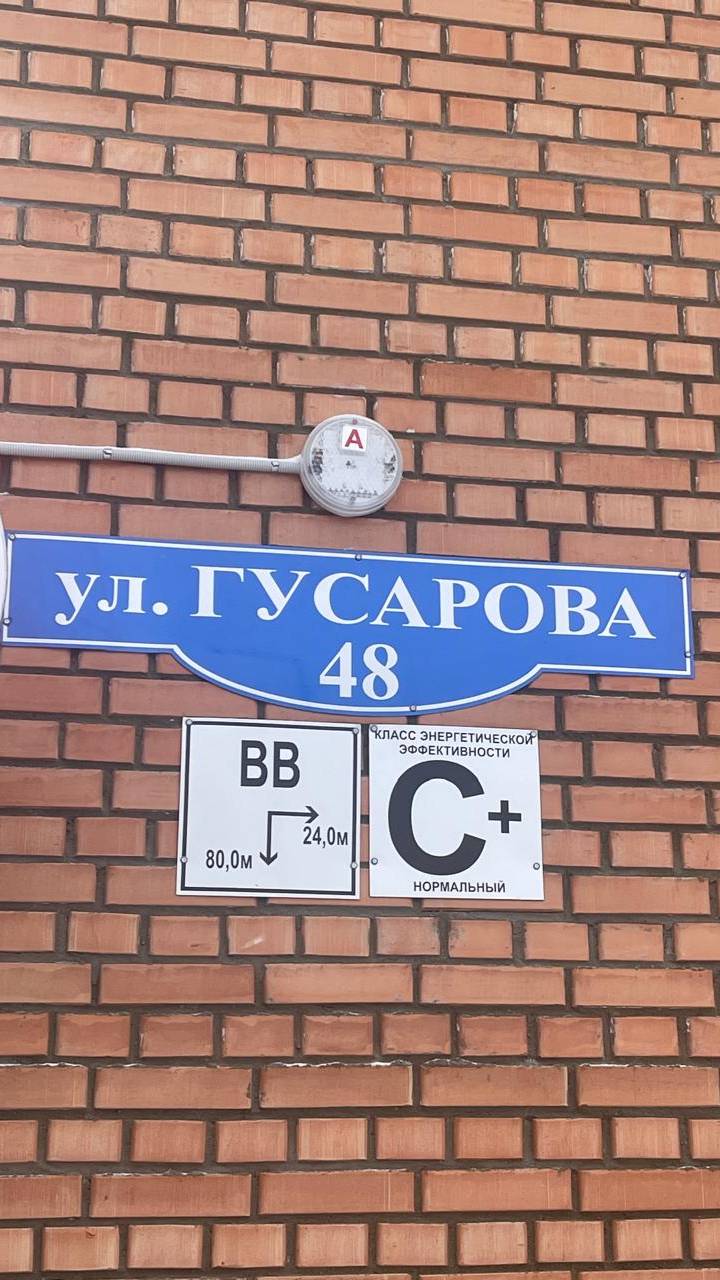 А
ул. ГУСАРОВА
48
ВВ
24,0м
80,0м
КЛАСС ЭНЕРГЕТИЧЕСКОЙ
ЭФФЕКТИВНОСТИ
С+
НОРМАЛЬНЫЙ